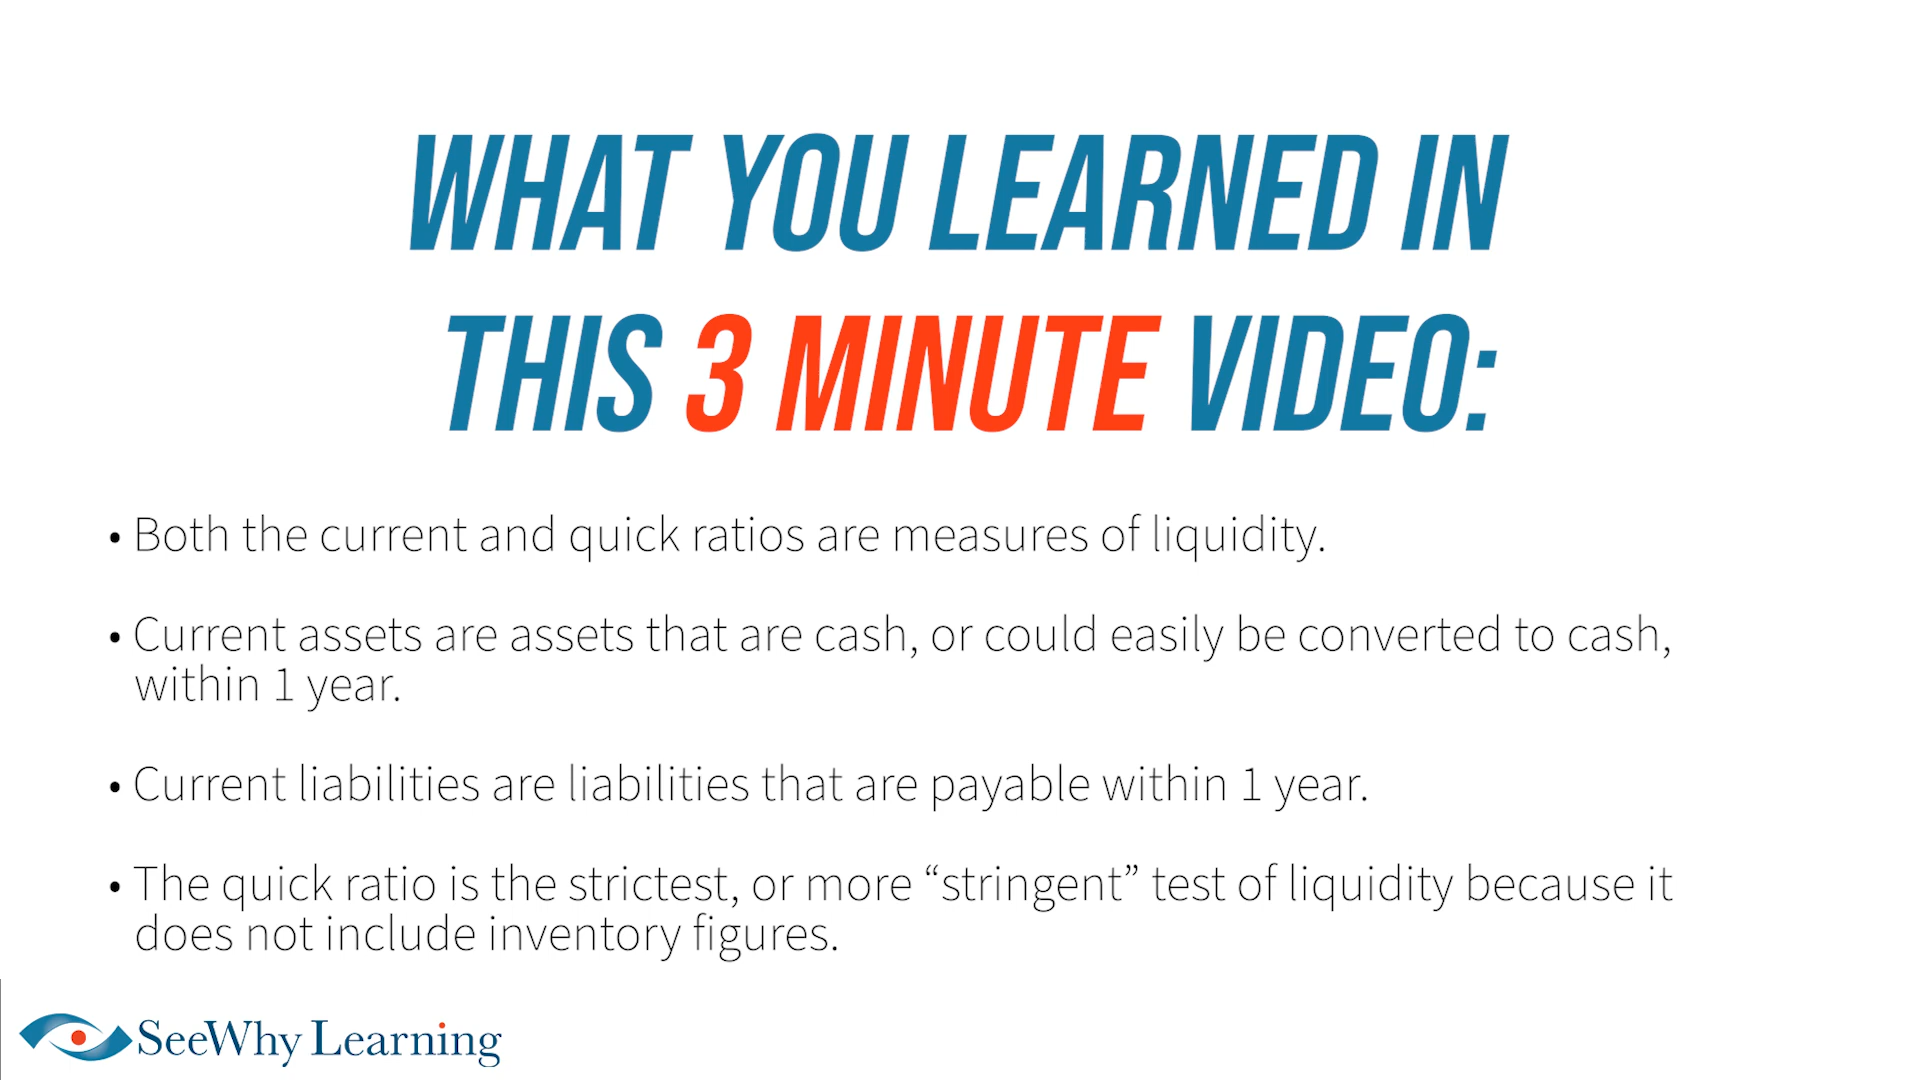 WHAT YOU LEARNED IN
THIS 3 MINUTE VIDEO:
• Both the current and quick ratios are measures of liquidity.
• Current assets are assets that are cash, or could easily be converted to cash,
within 1 year.
• Current liabilities are liabilities that are payable within 1 year.
• The quick ratio is the strictest, or more “stringent” test of liquidity because it
does not include inventory figures.
SeeWhy Learning